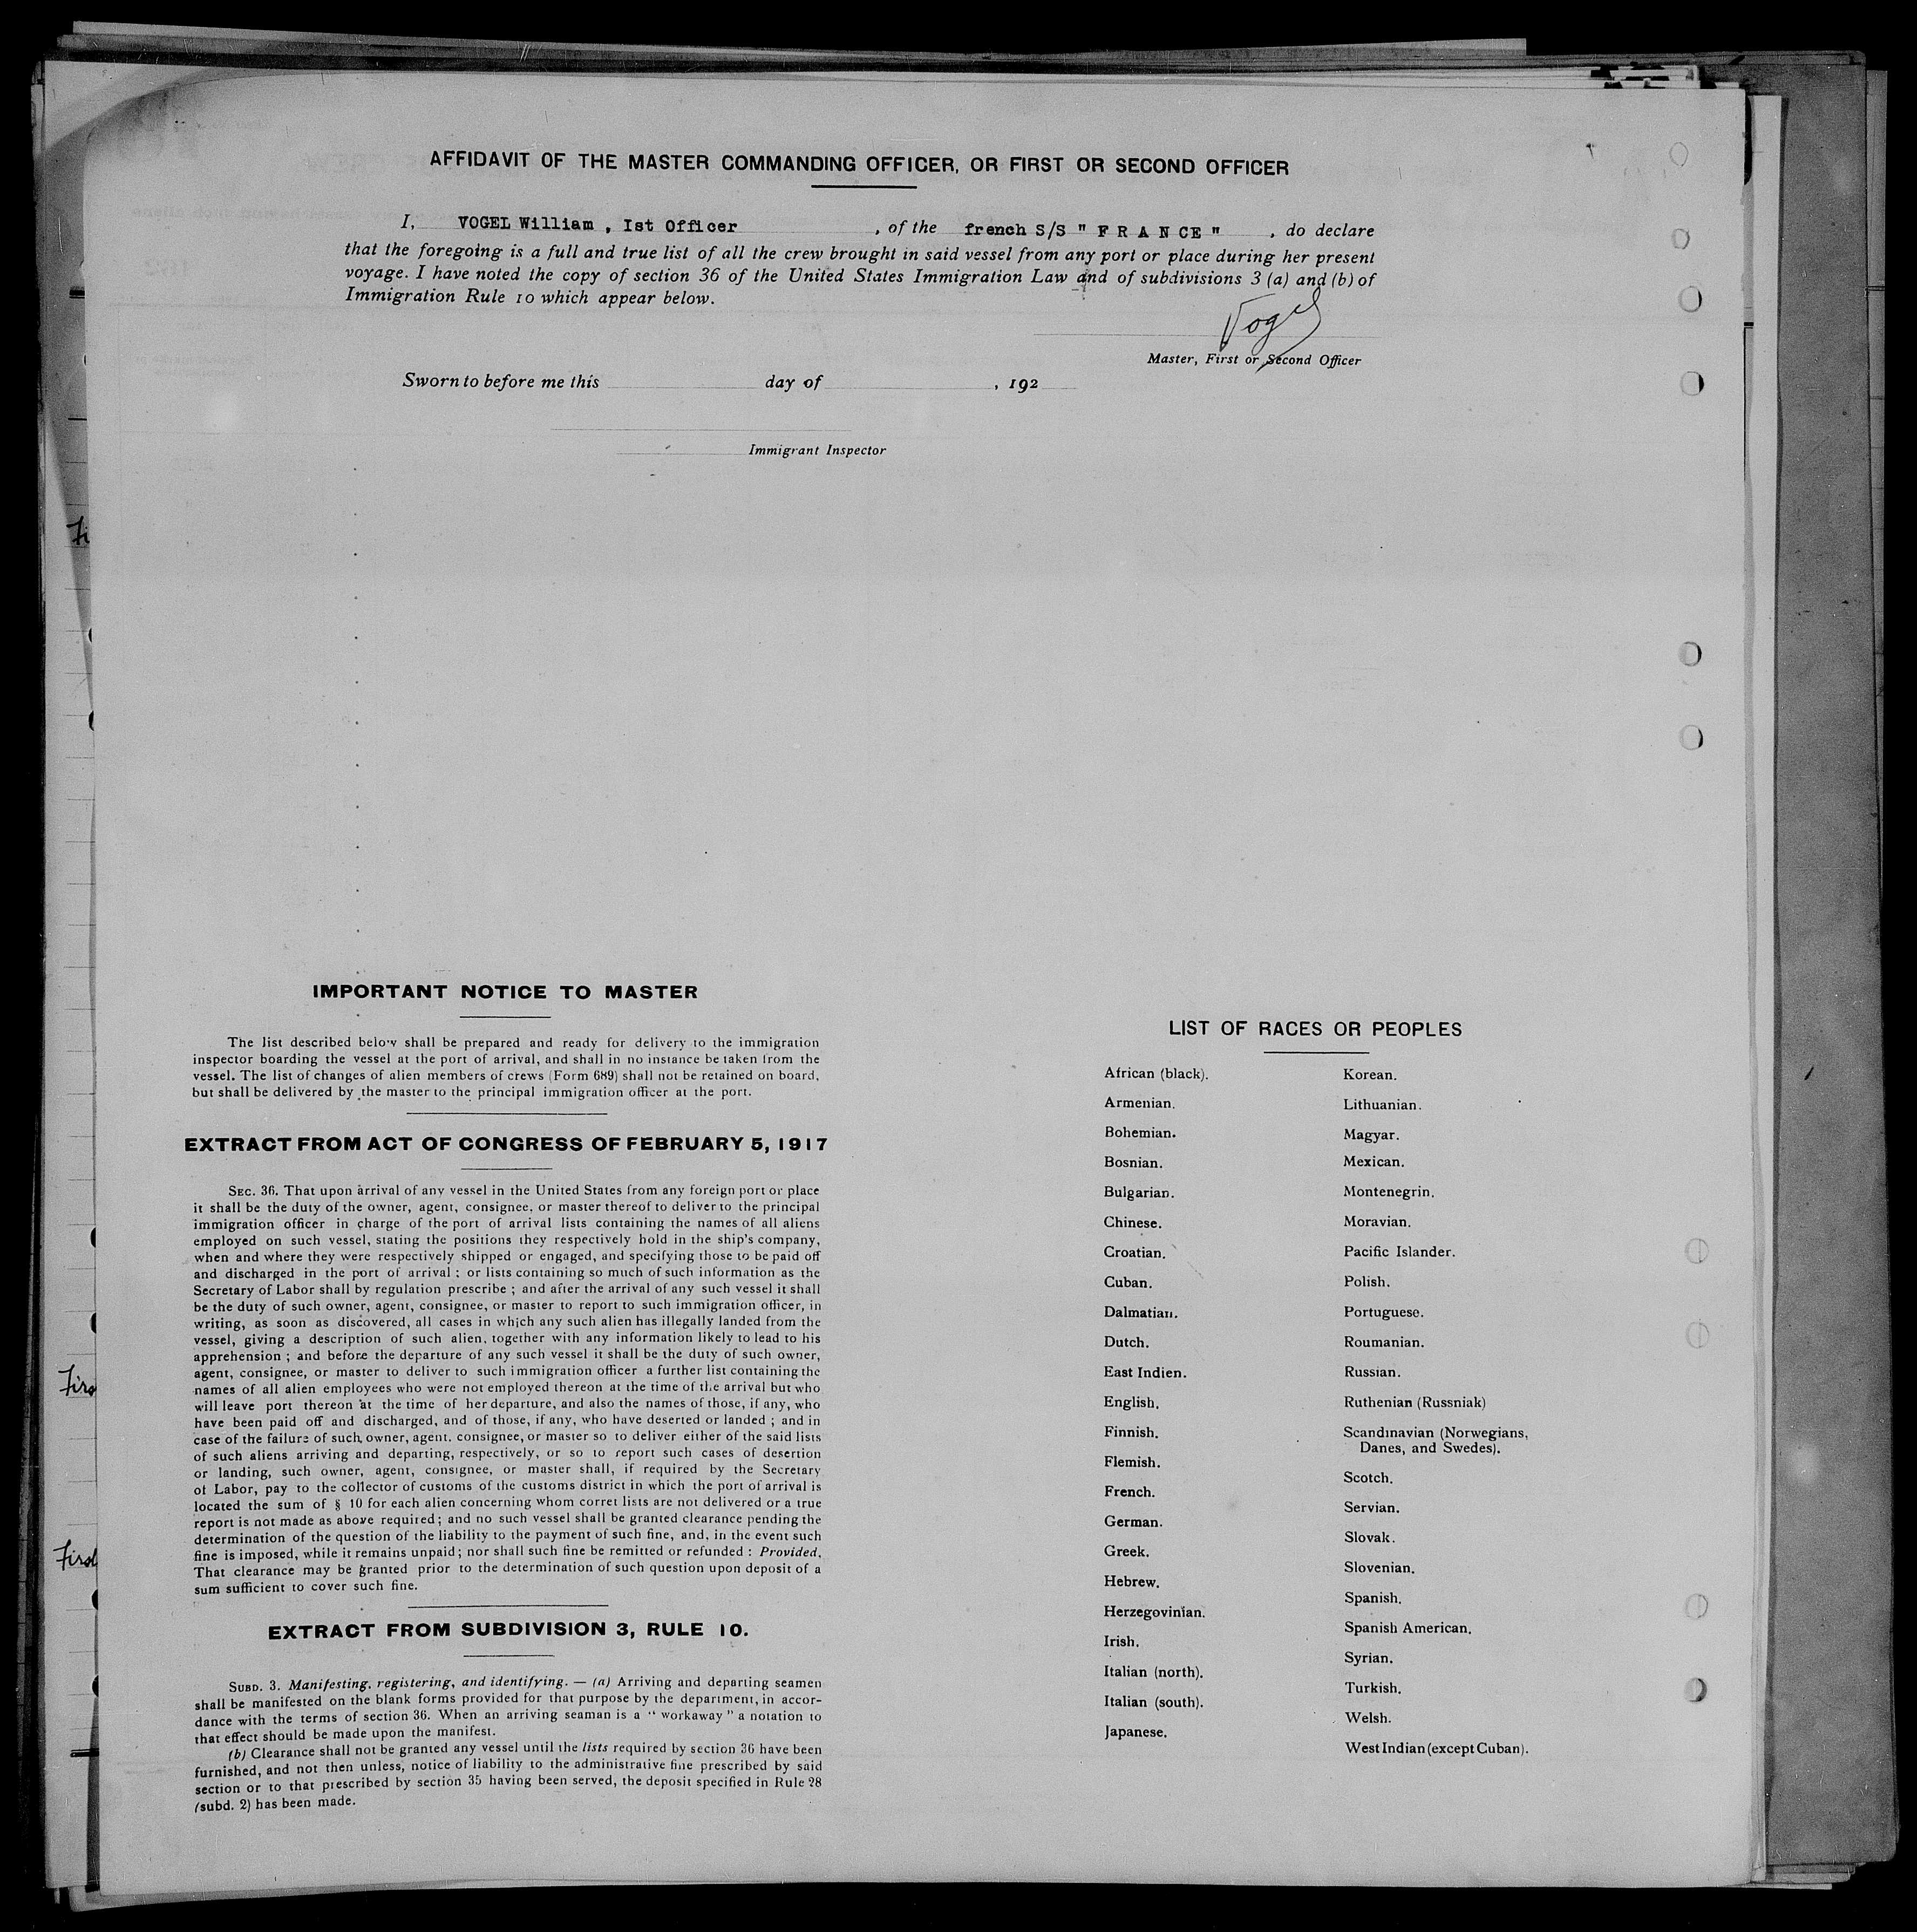 AFFIDAVIT OF THE MASTER COMMANDING OFFICER, OR FIRST OR SECOND OFFICER
I, VOGEL William , Ist Officer , of the french S/S " F R A N C E " , do declare
that the foregoing is a full and true list of all the crew brought in said vessel from any port or place during her present
voyage. I have noted the copy of section 36 of the United States Immigration Law and of subdivisions 3 (a) and (b) of
Immigration Rule 10 which appear below.
Vogel
Master, First or Second Officer
Sworn to before me this day of , 192
Immigrant Inspector
IMPORTANT NOTICE TO MASTER
The list described below shall be prepared and ready for delivery to the immigration
inspector boarding the vessel at the port of arrival, and shall in no instance be taken from the
vessel. The list of changes of alien members of crews (Form 689) shall not be retained on board,
but shall be delivered by the master to the principal immigration officer at the port.
EXTRACT FROM ACT OF CONGRESS OF FEBRUARY 5, 1917
SEC. 36. That upon arrival of any vessel in the United States from any foreign port or place
it shall be the duty of the owner, agent, consignee, or master thereof to deliver to the principal
immigration officer in charge of the port of arrival lists containing the names of all aliens
employed on such vessel, stating the positions they respectively hold in the ship's company,
when and where they were respectively shipped or engaged, and specifying those to be paid off
and discharged in the port of arrival ; or lists containing so much of such information as the
Secretary of Labor shall by regulation prescribe ; and after the arrival of any such vessel it shall
be the duty of such owner, agent, consignee, or master to report to such immigration officer, in
writing, as soon as discovered, all cases in which any such alien has illegally landed from the
vessel, giving a description of such alien, together with any information likely to lead to his
apprehension ; and before the departure of any such vessel it shall be the duty of such owner,
agent, consignee, or master to deliver to such immigration officer a further list containing the
names of all alien employees who were not employed thereon at the time of the arrival but who
will leave port thereon at the time of her departure, and also the names of those, if any, who
have been paid off and discharged, and of those, if any, who have deserted or landed ; and in
case of the failure of such owner, agent, consignee, or master so to deliver either of the said lists
of such aliens arriving and departing, respectively, or so to report such cases of desertion
or landing, such owner, agent, consignee, or master shall, if required by the Secretary
of Labor, pay to the collector of customs of the customs district in which the port of arrival is
located the sum of § 10 for each alien concerning whom corret lists are not delivered or a true
report is not made as above required ; and no such vessel shall be granted clearance pending the
determination of the question of the liability to the payment of such fine, and, in the event such
fine is imposed, while it remains unpaid ; nor shall such fine be remitted or refunded : Provided,
That clearance may be granted prior to the determination of such question upon deposit of a
sum sufficient to cover such fine.
EXTRACT FROM SUBDIVISION 3, RULE 10.
SUBD. 3. Manifesting, registering, and identifying. — (a) Arriving and departing seamen
shall be manifested on the blank forms provided for that purpose by the department, in accor-
dance with the terms of section 36. When an arriving seaman is a “ workaway ” a notation to
that effect should be made upon the manifest.
(b) Clearance shall not be granted any vessel until the lists required by section 36 have been
furnished, and not then unless, notice of liability to the administrative fine prescribed by said
section or to that prescribed by section 35 having been served, the deposit specified in Rule 28
(subd. 2) has been made.
LIST OF RACES OR PEOPLES
African (black).
Armenian.
Bohemian.
Bosnian.
Bulgarian.
Chinese.
Croatian.
Cuban.
Dalmatian.
Dutch.
East Indien.
English.
Finnish.
Flemish.
French.
German.
Greek.
Hebrew.
Herzegovinian.
Irish.
Italian (north).
Italian (south).
Japanese.
Korean.
Lithuanian.
Magyar.
Mexican.
Montenegrin.
Moravian.
Pacific Islander.
Polish.
Portuguese.
Roumanian.
Russian.
Ruthenian (Russniak)
Scandinavian (Norwegians,
Danes, and Swedes).
Scotch.
Servian.
Slovak.
Slovenian.
Spanish.
Spanish American.
Syrian.
Turkish.
Welsh.
West Indian (except Cuban).